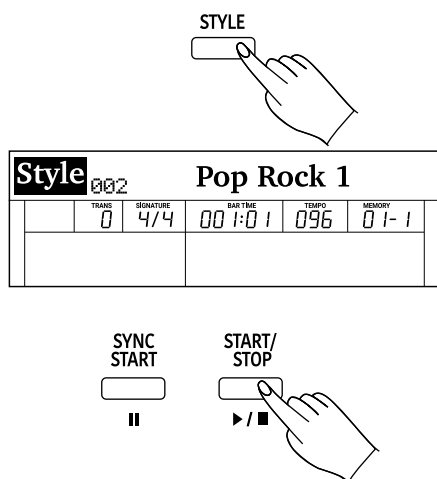 STYLE
Style 002 Pop Rock 1
TRANS SIGNATURE BAR TIME TEMPO MEMORY
0 4/4 001:01 096 01-1
SYNC START/
START STOP